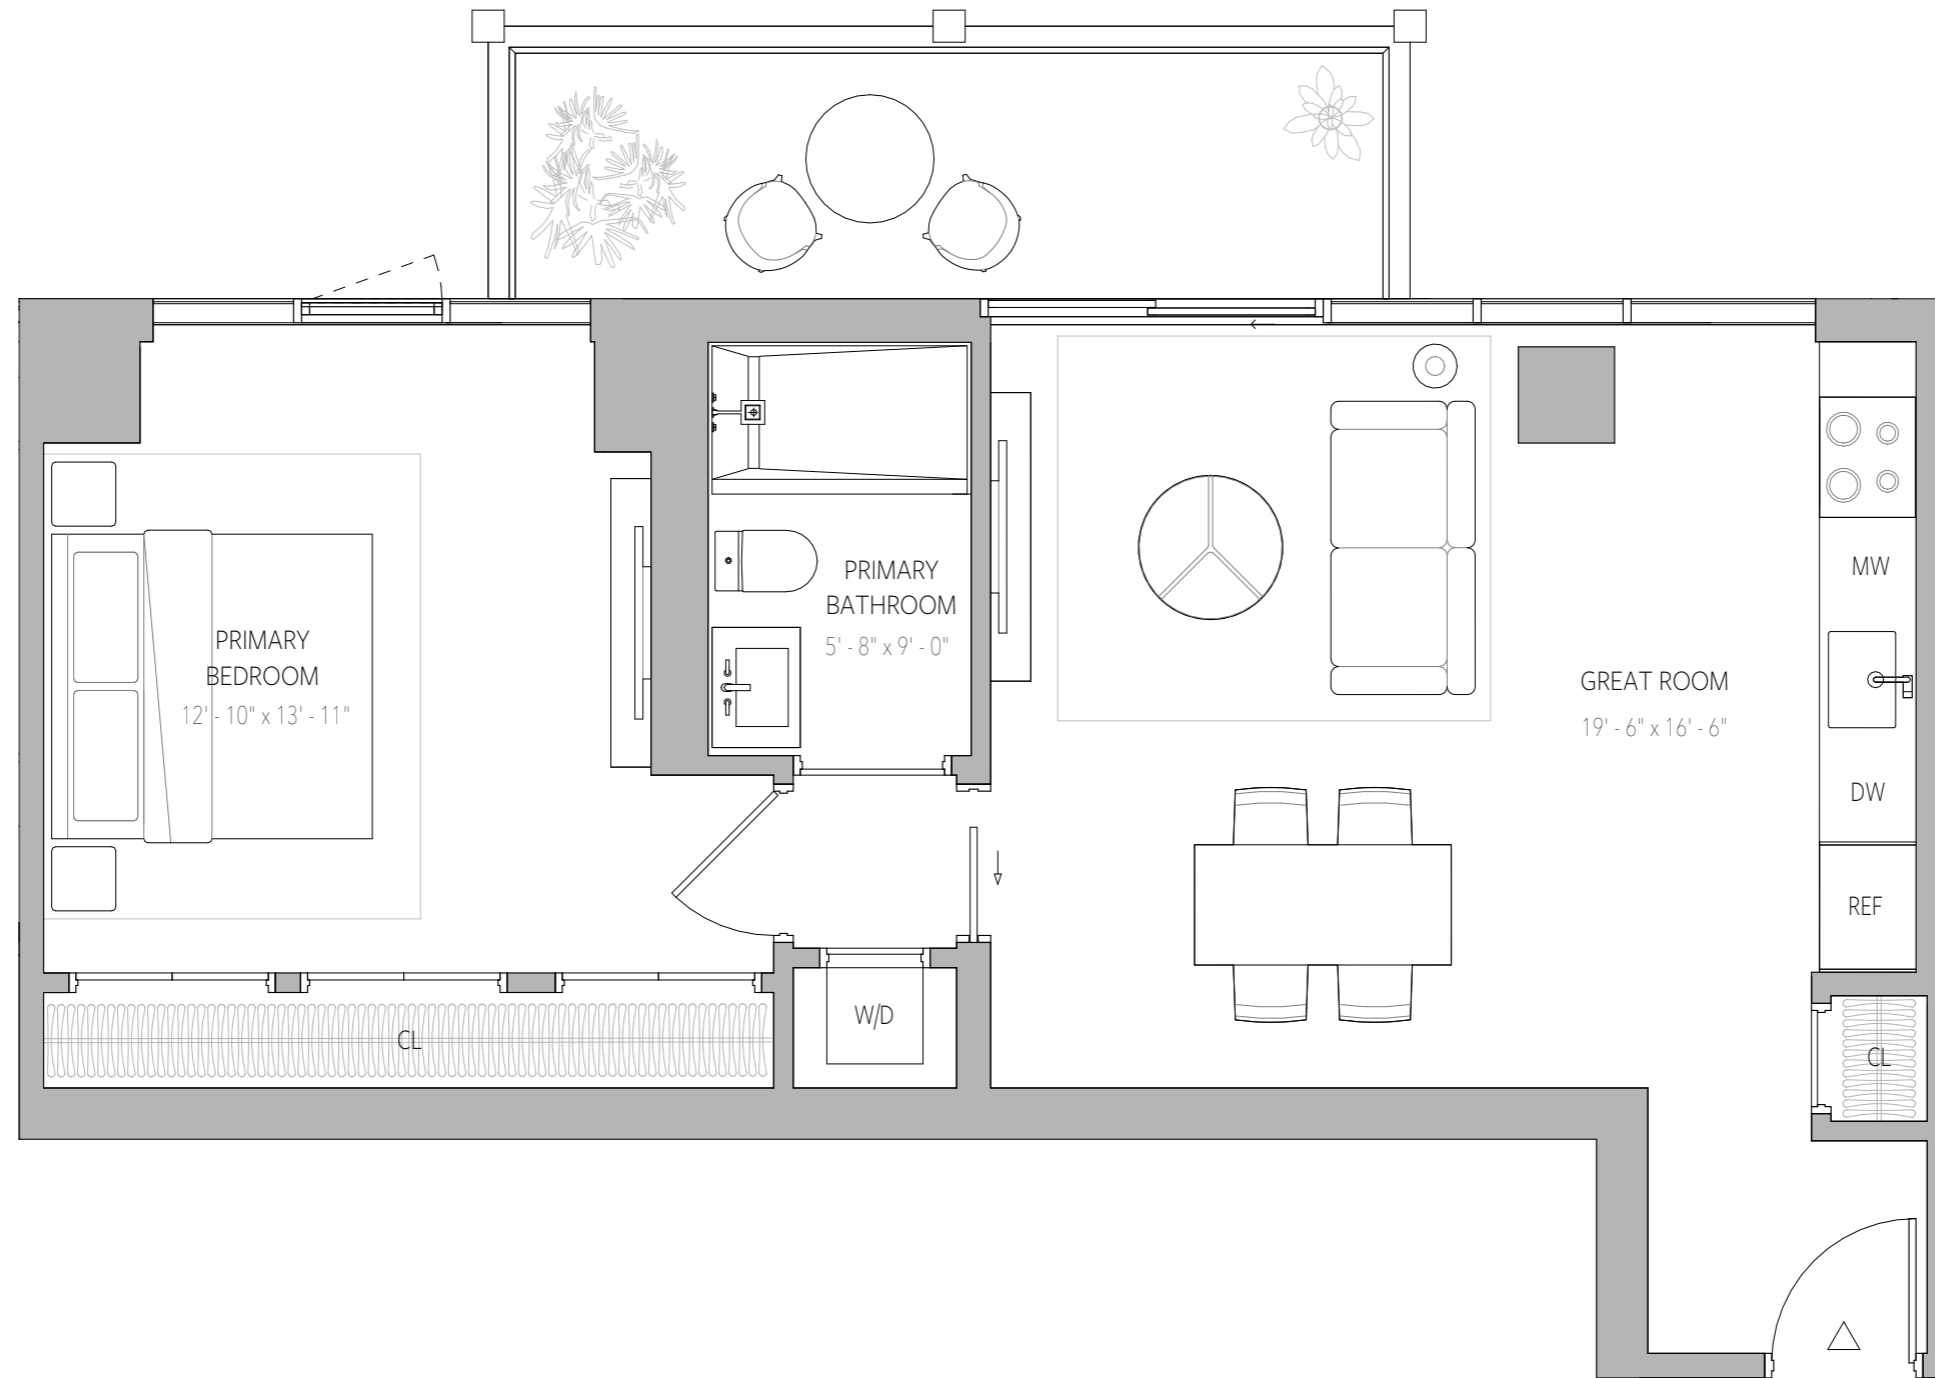 PRIMARY
BEDROOM
12' - 10" x 13' - 11"
PRIMARY
BATHROOM
5' - 8" x 9' - 0"
GREAT ROOM
19' - 6" x 16' - 6"
MW
DW
REF
CL
W/D
CL